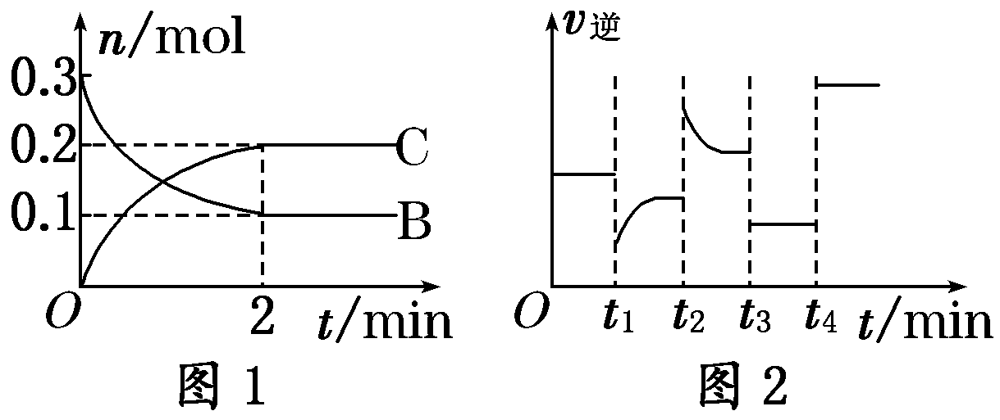 n/mol
0.3
0.2
0.1
O
2
t/min
C
B
图 1
v逆
O
t₁
t₂
t₃
t₄
t/min
图 2